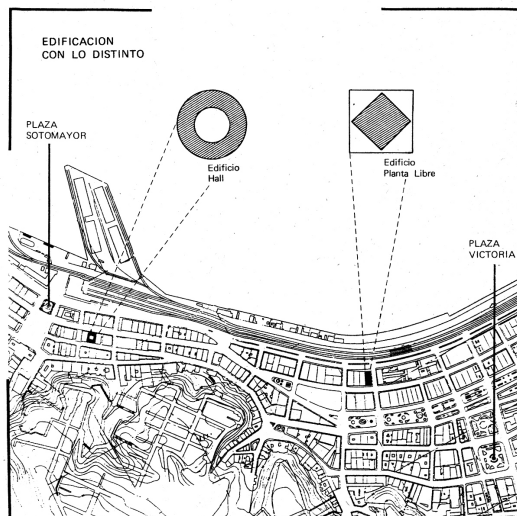 EDIFICACION
CON LO DISTINTO
PLAZA
SOTOMAYOR
Edificio
Hall
Edificio
Planta Libre
PLAZA
VICTORIA